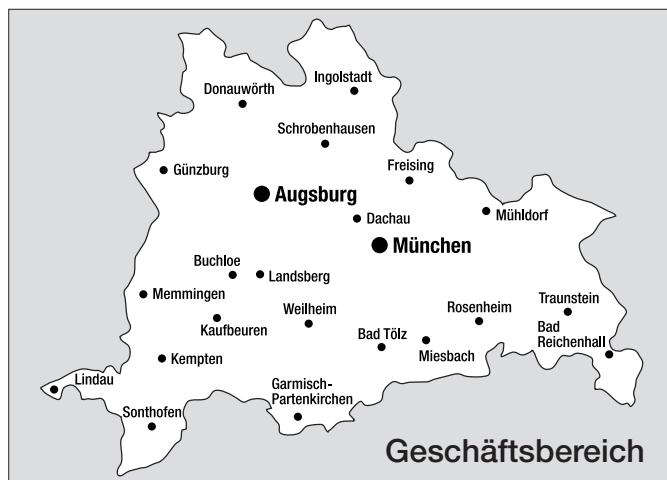 Ingolstadt
Donauwörth
Schrobenhausen
Günzburg
Freising
Augsburg
Dachau
Mühldorf
München
Buchloe
Landsberg
Memmingen
Kaufbeuren
Weilheim
Rosenheim
Traunstein
Bad
Reichenhall
Bad Tölz
Miesbach
Kempten
Lindau
Garmisch-
Partenkirchen
Sonthofen
Geschäftsbereich